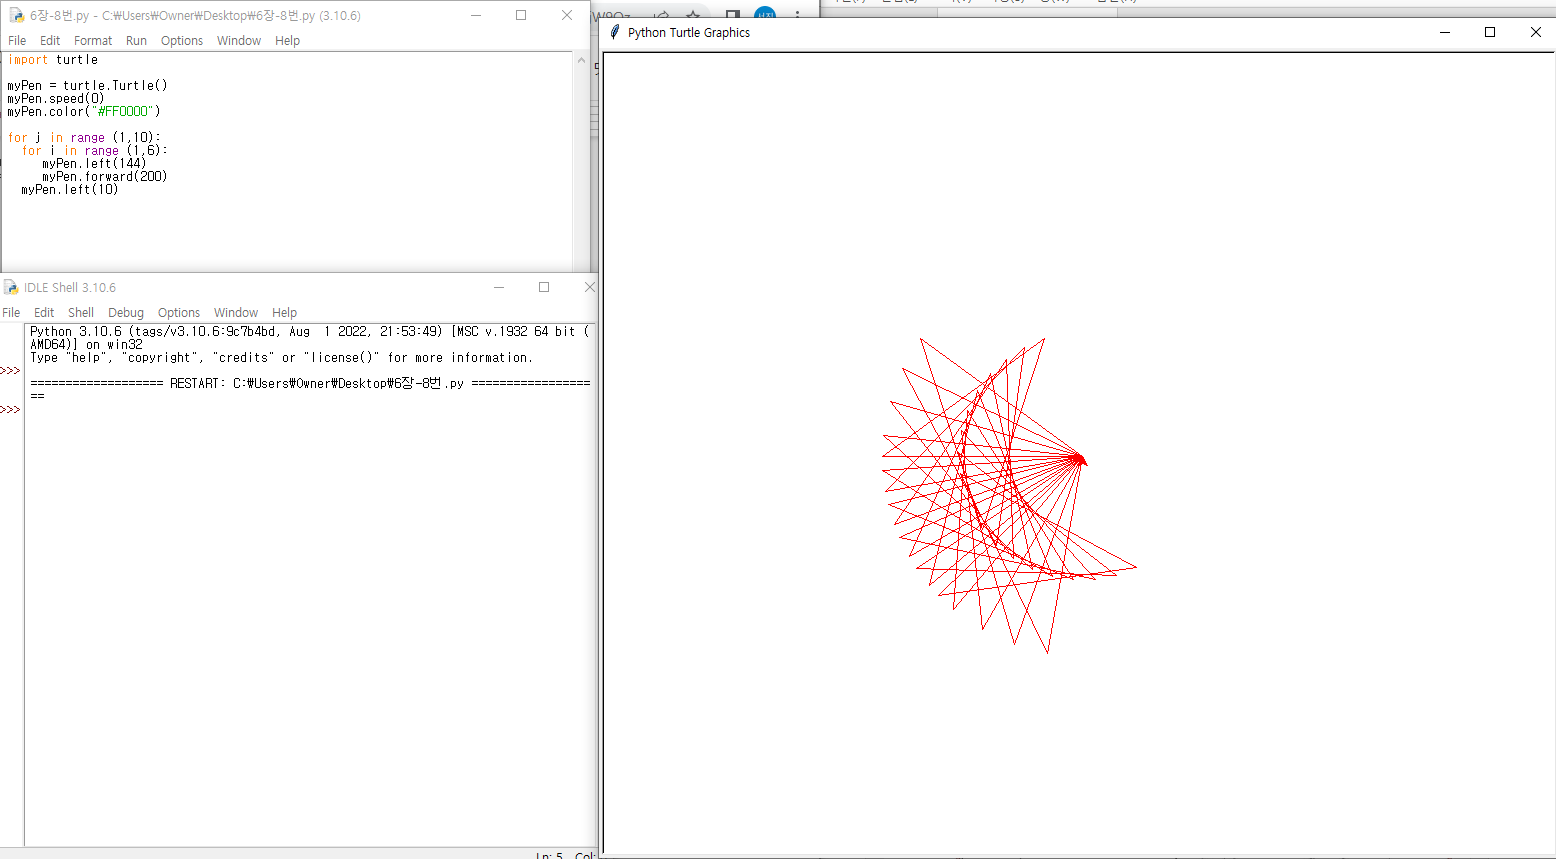 6장-8번.py - C:₩Users₩Owner₩Desktop₩6장-8번.py (3.10.6)
File Edit Format Run Options Window Help
import turtle
myPen = turtle.Turtle()
myPen.speed(0)
myPen.color("#FF0000")
for j in range (1,10):
for i in range (1,6):
myPen.left(144)
myPen.forward(200)
myPen.left(10)
IDLE Shell 3.10.6
File Edit Shell Debug Options Window Help
Python 3.10.6 (tags/v3.10.6:9c7b4bd, Aug 1 2022, 21:53:49) [MSC v.1932 64 bit (
AMD64)] on win32
Type "help", "copyright", "credits" or "license()" for more information.
>>>
=================== RESTART: C:₩Users₩Owner₩Desktop₩6장-8번.py =================
==
>>>
Ln: 5 Col:
Python Turtle Graphics